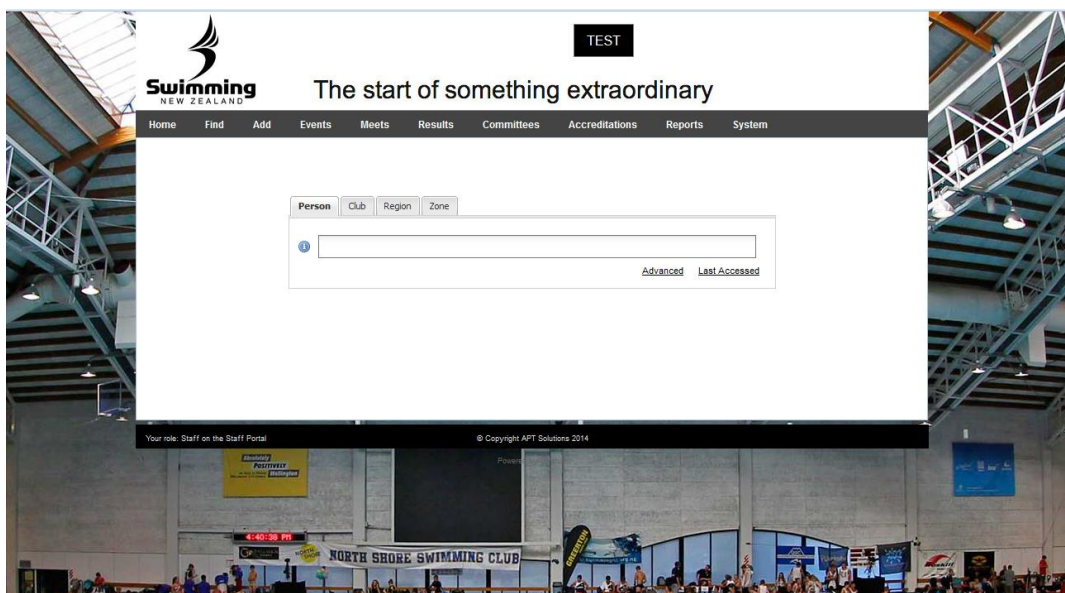 TEST
Swimming
NEW ZEALAND
The start of something extraordinary
Home Find Add Events Meets Results Committees Accreditations Reports System
Person Club Region Zone
Advanced Last Accessed
Your role: Staff on the Staff Portal © Copyright APT Solutions 2014
Absolutely
POSITIVELY
Wellington
4:40:39 PM
NORTH SHORE SWIMMING CLUB
GREERTON